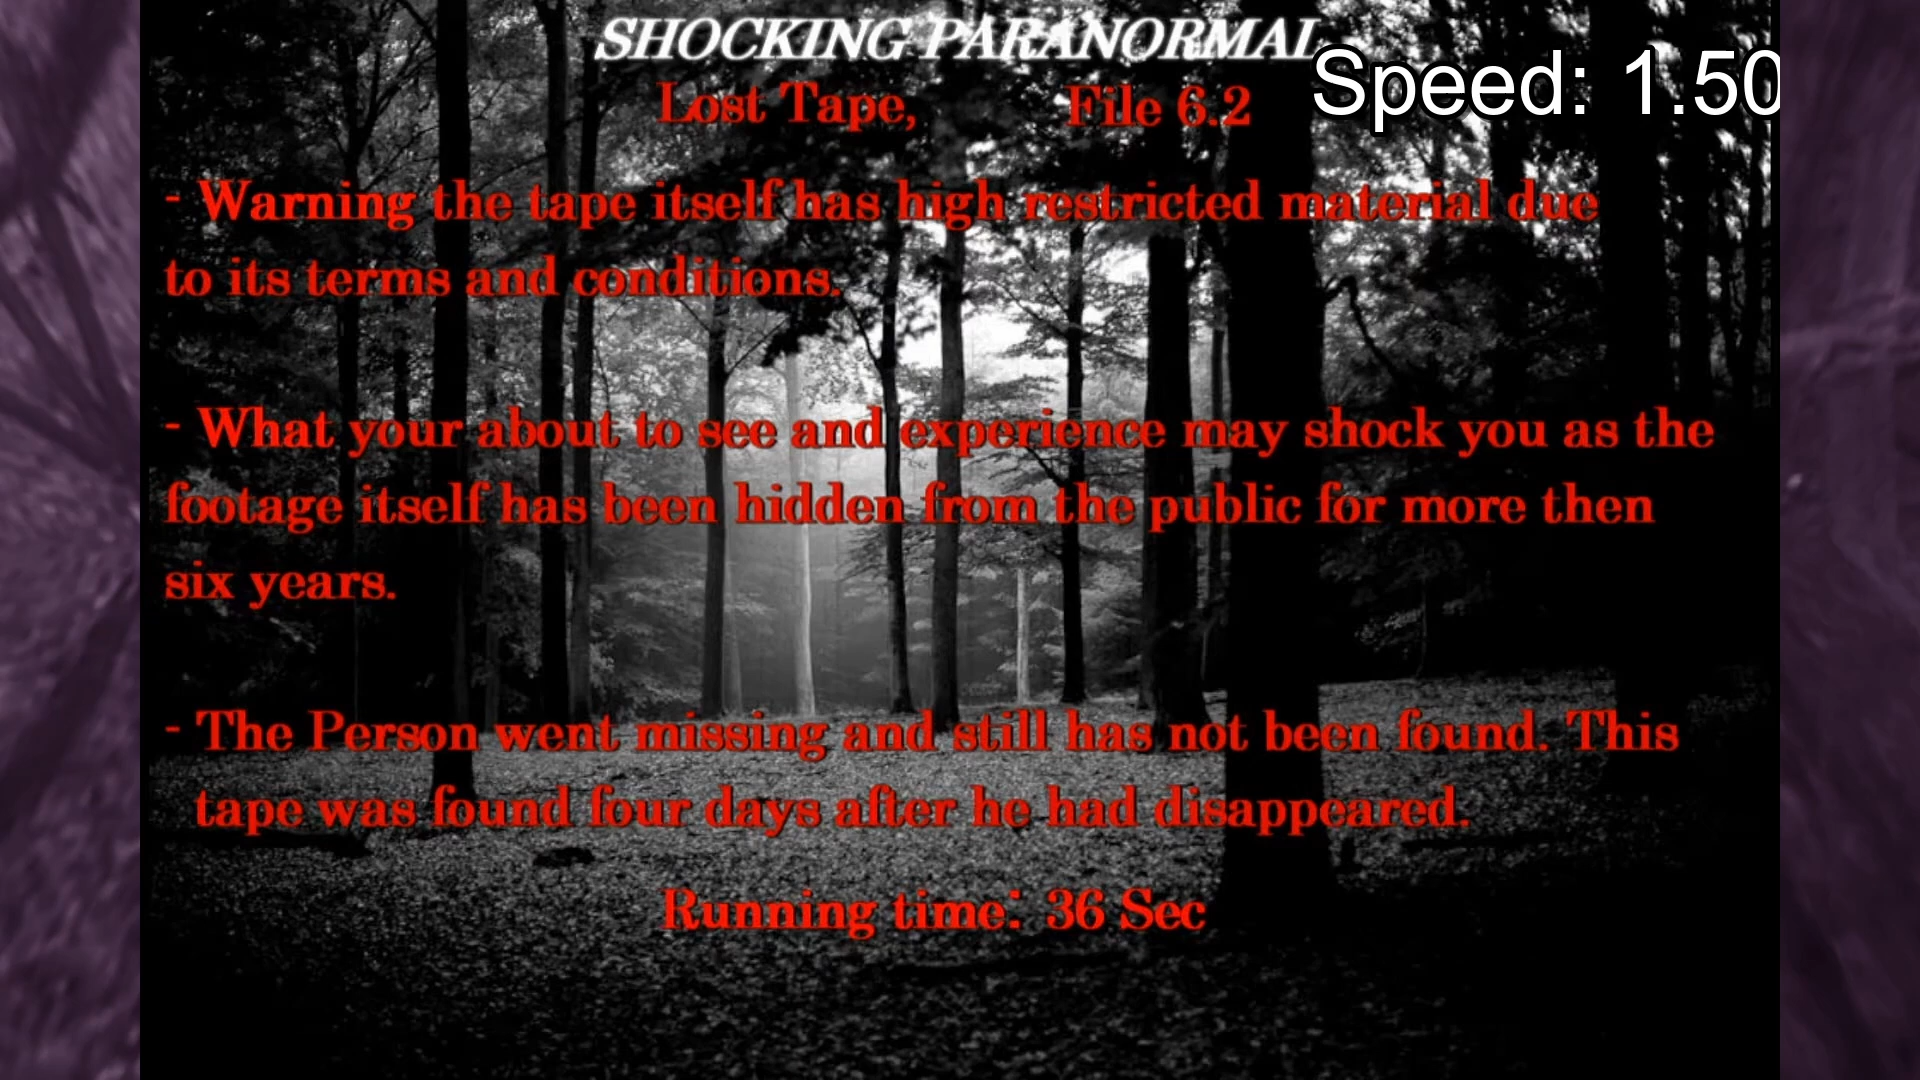 SHOCKING PARANORMAL
Speed: 1.50
Lost Tape, File 6.2
- Warning the tape itself has high restricted material due
to its terms and conditions.
- What your about to see and experience may shock you as the
footage itself has been hidden from the public for more then
six years.
- The Person went missing and still has not been found. This
tape was found four days after he had disappeared.
Running time: 36 Sec